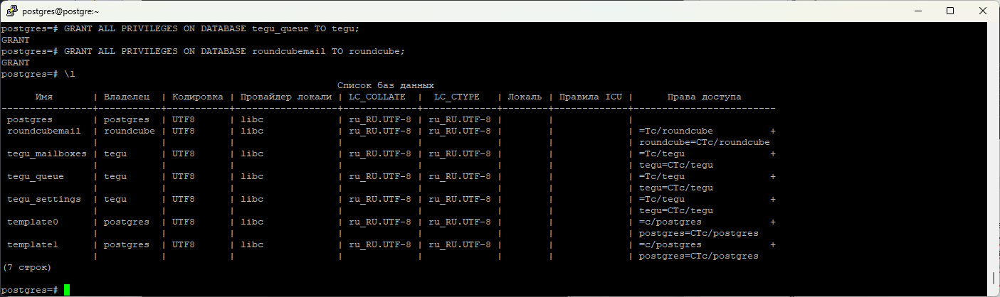 postgres@postgre:~
postgres=# GRANT ALL PRIVILEGES ON DATABASE tegu_queue TO tegu;
GRANT
postgres=# GRANT ALL PRIVILEGES ON DATABASE roundcubemail TO roundcube;
GRANT
postgres=# \l
                                                           Список баз данных
      Имя       | Владелец  | Кодировка | Провайдер локали | LC_COLLATE  |  LC_CTYPE   | Локаль | Правила ICU |      Права доступа
----------------+-----------+-----------+------------------+-------------+-------------+--------+-------------+-------------------------
 postgres       | postgres  | UTF8      | libc             | ru_RU.UTF-8 | ru_RU.UTF-8 |        |             |
 roundcubemail  | roundcube | UTF8      | libc             | ru_RU.UTF-8 | ru_RU.UTF-8 |        |             | =Tc/roundcube          +
                |           |           |                  |             |             |        |             | roundcube=CTc/roundcube
 tegu_mailboxes | tegu      | UTF8      | libc             | ru_RU.UTF-8 | ru_RU.UTF-8 |        |             | =Tc/tegu               +
                |           |           |                  |             |             |        |             | tegu=CTc/tegu
 tegu_queue     | tegu      | UTF8      | libc             | ru_RU.UTF-8 | ru_RU.UTF-8 |        |             | =Tc/tegu               +
                |           |           |                  |             |             |        |             | tegu=CTc/tegu
 tegu_settings  | tegu      | UTF8      | libc             | ru_RU.UTF-8 | ru_RU.UTF-8 |        |             | =Tc/tegu               +
                |           |           |                  |             |             |        |             | tegu=CTc/tegu
 template0      | postgres  | UTF8      | libc             | ru_RU.UTF-8 | ru_RU.UTF-8 |        |             | =c/postgres            +
                |           |           |                  |             |             |        |             | postgres=CTc/postgres
 template1      | postgres  | UTF8      | libc             | ru_RU.UTF-8 | ru_RU.UTF-8 |        |             | =c/postgres            +
                |           |           |                  |             |             |        |             | postgres=CTc/postgres
(7 строк)
postgres=#